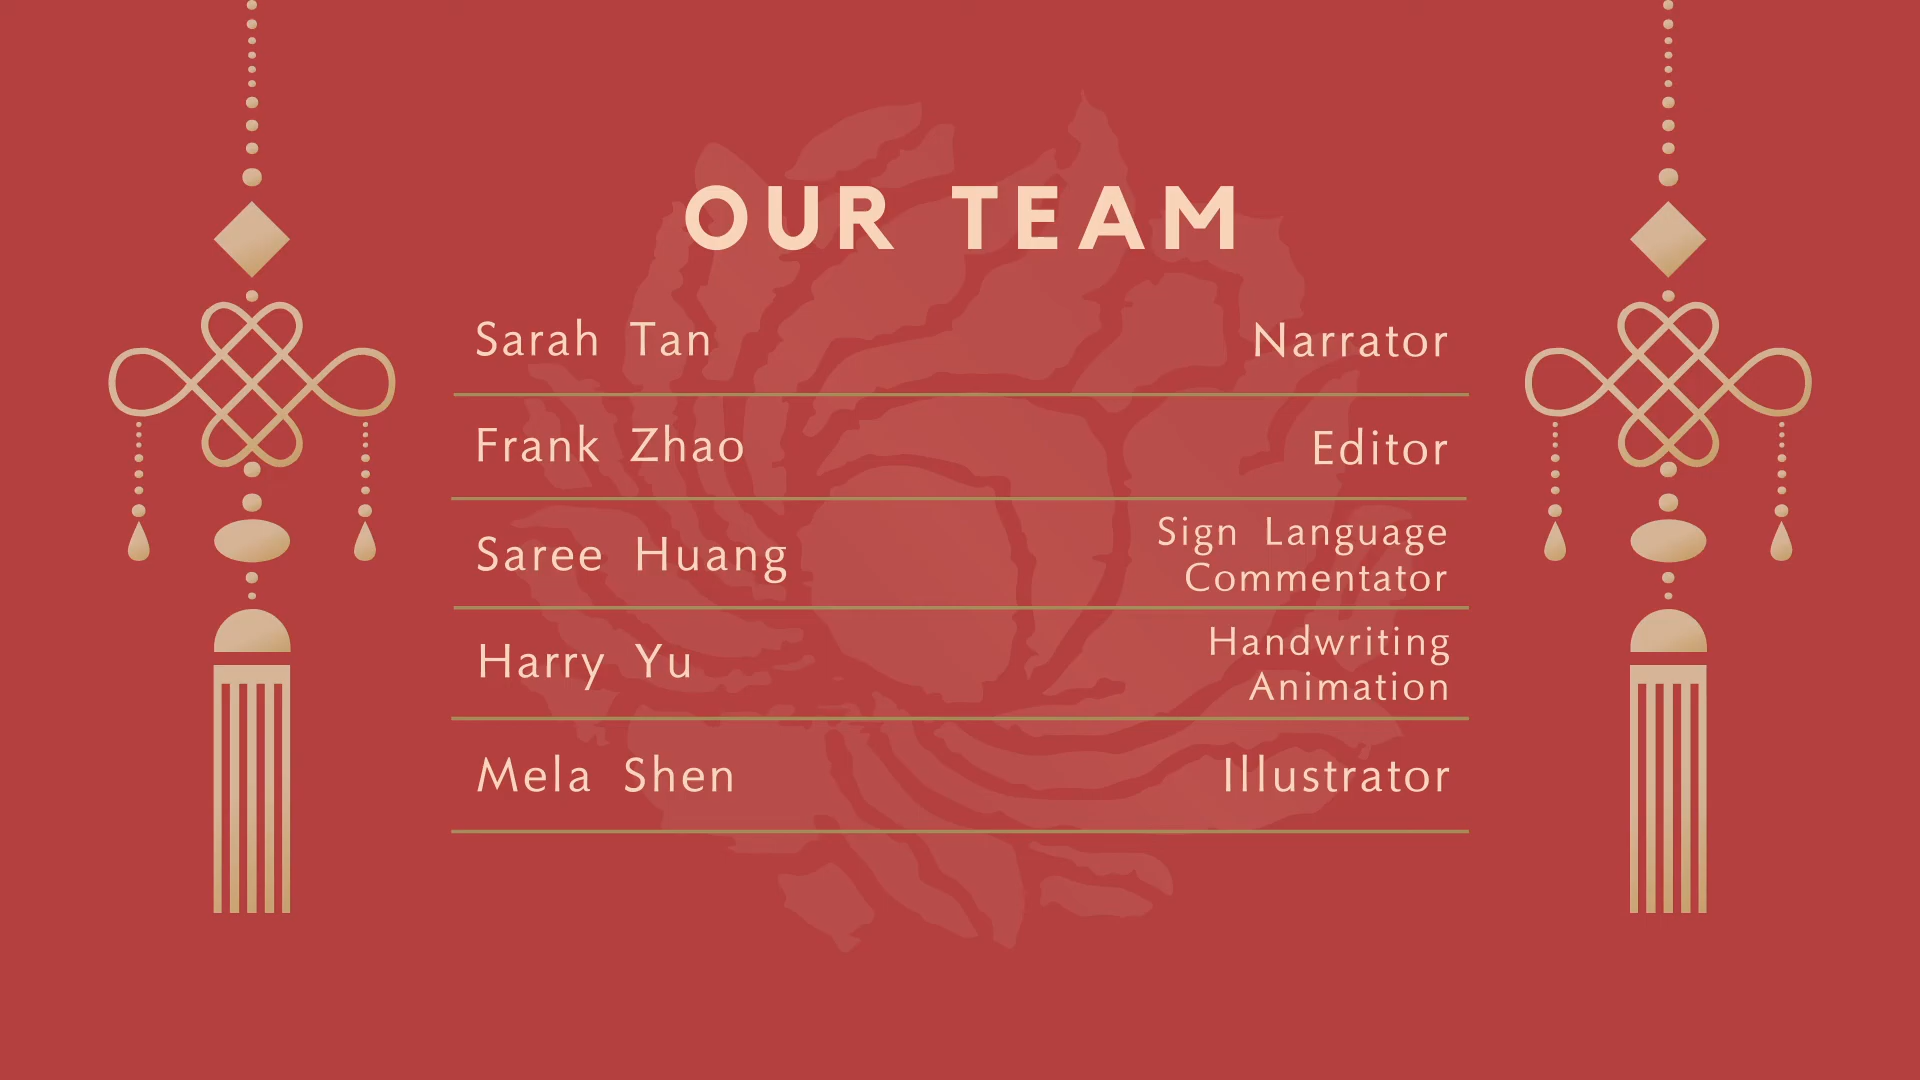 OUR TEAM
Sarah Tan Narrator
Frank Zhao Editor
Saree Huang Sign Language
Commentator
Harry Yu Handwriting
Animation
Mela Shen Illustrator